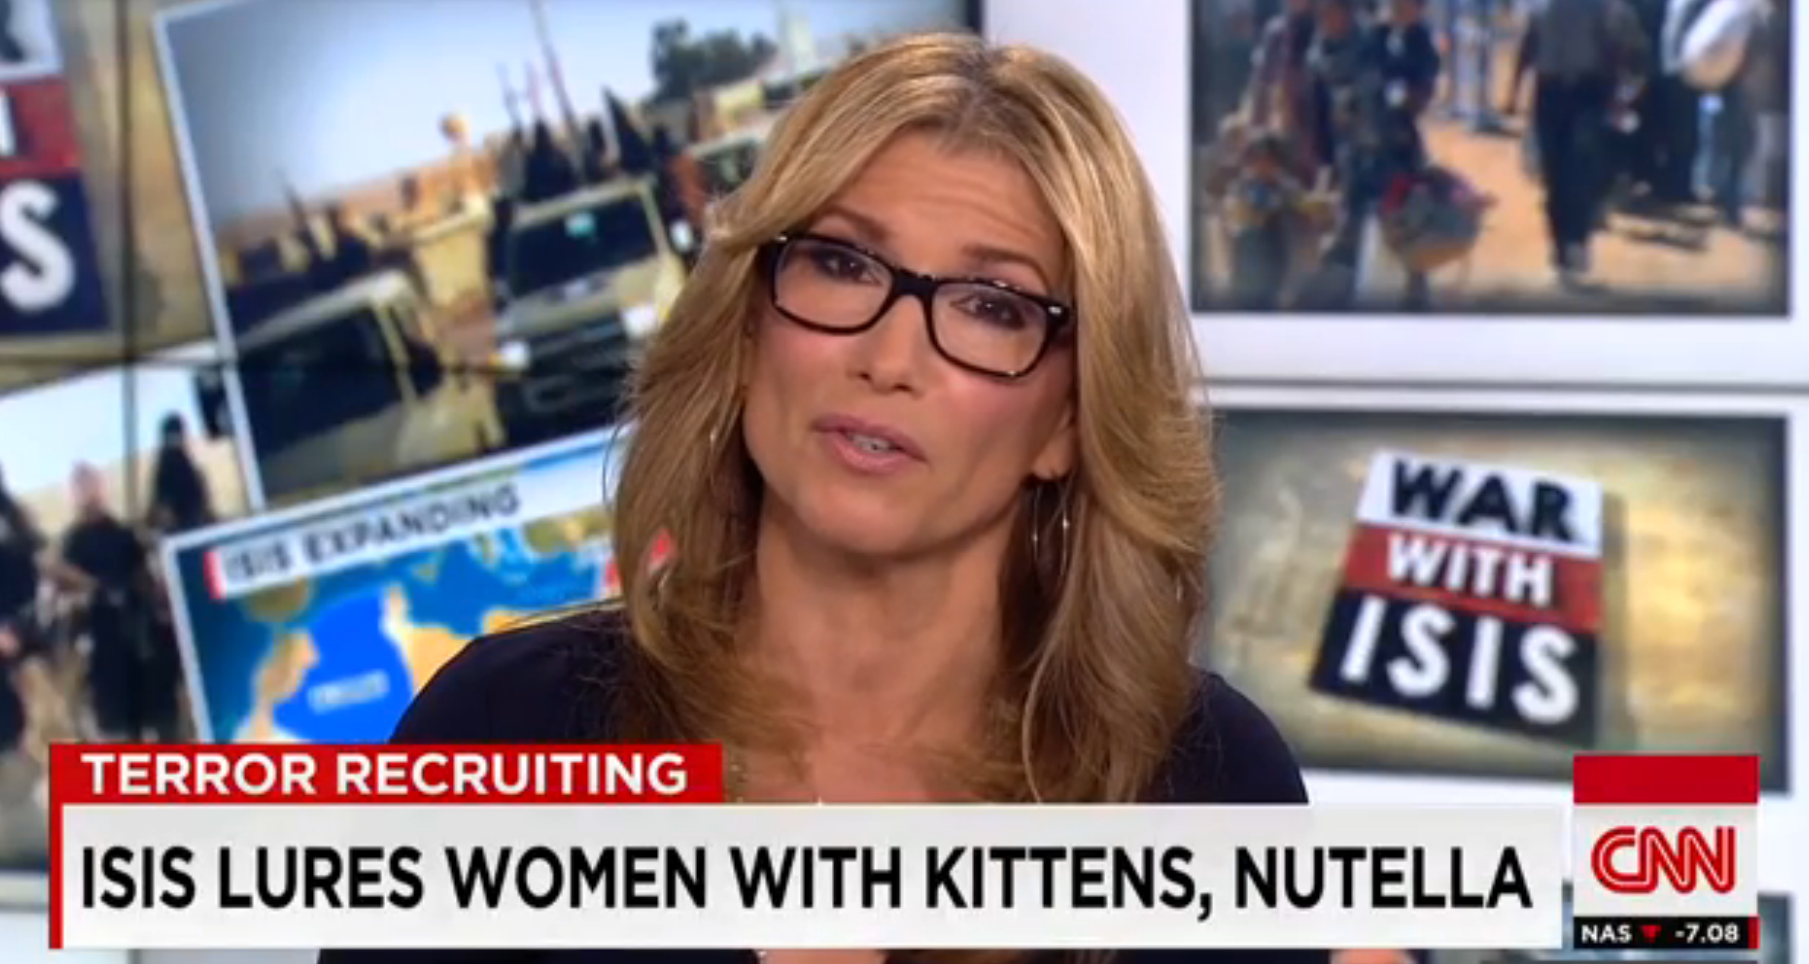 S
ISIS EXPANDING
WAR
WITH
ISIS
TERROR RECRUITING
ISIS LURES WOMEN WITH KITTENS, NUTELLA
CNN
NAS ▼ -7.08